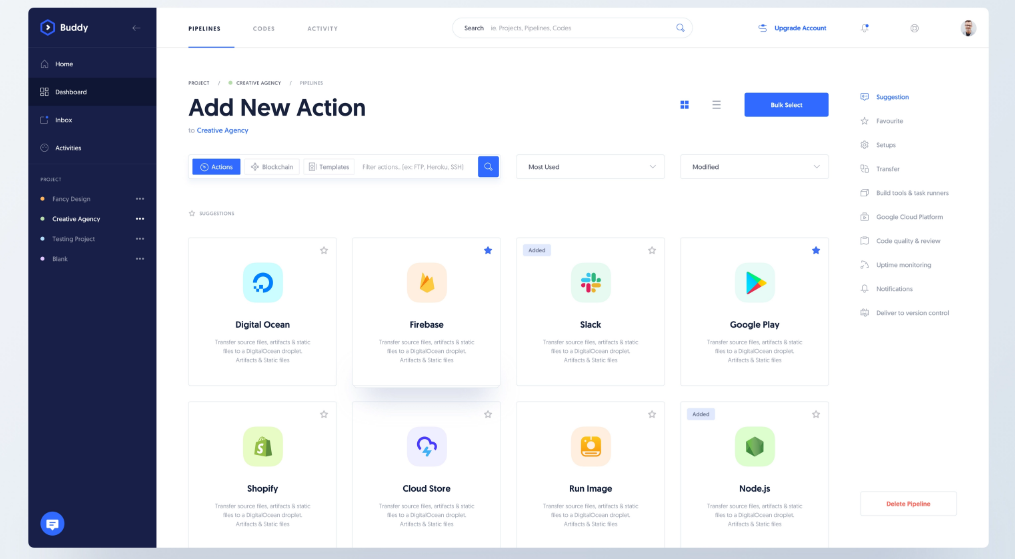 Buddy
Home
Dashboard
Inbox
Activities
PROJECT
Fancy Design
Creative Agency
Testing Project
Blank
PIPELINES CODES ACTIVITY
Search ie. Projects, Pipelines, Codes
Upgrade Account
PROJECT / CREATIVE AGENCY / PIPELINES
Add New Action
to Creative Agency
Bulk Select
Actions Blockchain Templates Filter actions.. (ex: FTP, Heroku, SSH)
Most Used
Modified
SUGGESTIONS
Digital Ocean
Transfer source files, artifacts & static
files to a DigitalOcean droplet.
Artifacts & Static files
Firebase
Transfer source files, artifacts & static
files to a DigitalOcean droplet.
Artifacts & Static files
Added
Slack
Transfer source files, artifacts & static
files to a DigitalOcean droplet.
Artifacts & Static files
Google Play
Transfer source files, artifacts & static
files to a DigitalOcean droplet.
Artifacts & Static files
Shopify
Transfer source files, artifacts & static
files to a DigitalOcean droplet.
Artifacts & Static files
Cloud Store
Transfer source files, artifacts & static
files to a DigitalOcean droplet.
Artifacts & Static files
Run Image
Transfer source files, artifacts & static
files to a DigitalOcean droplet.
Artifacts & Static files
Added
Node.js
Transfer source files, artifacts & static
files to a DigitalOcean droplet.
Artifacts & Static files
Suggestion
Favourite
Setups
Transfer
Build tools & task runners
Google Cloud Platform
Code quality & review
Uptime monitoring
Notifications
Deliver to version control
Delete Pipeline